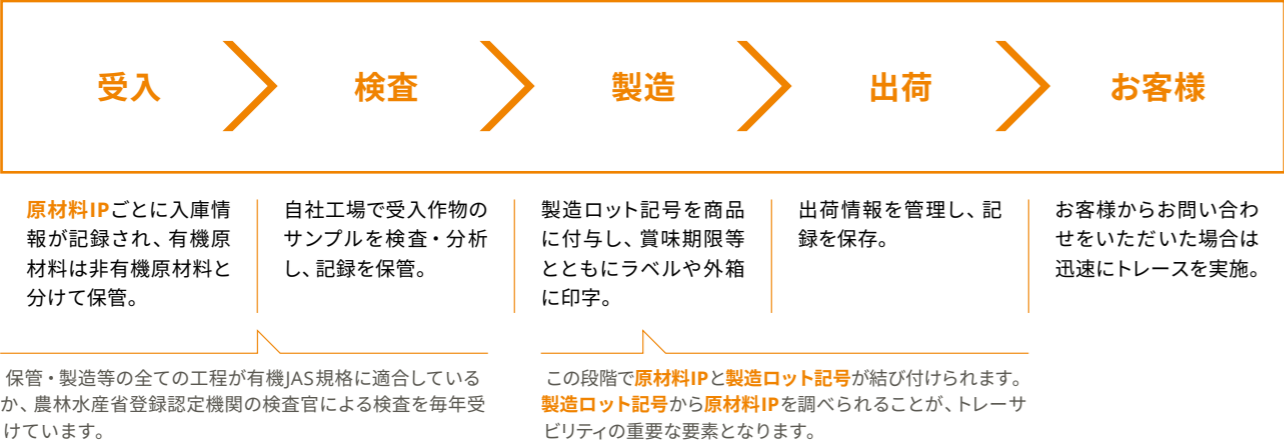 受入
検査
製造
出荷
お客様
原材料IPごとに入庫情
報が記録され、有機原
材料は非有機原材料と
分けて保管。
自社工場で受入作物の
サンプルを検査・分析
し、記録を保管。
製造ロット記号を商品
に付与し、賞味期限等
とともにラベルや外箱
に印字。
出荷情報を管理し、記
録を保存。
お客様からお問い合わ
せをいただいた場合は
迅速にトレースを実施。
保管・製造等の全ての工程が有機JAS規格に適合している
か、農林水産省登録認定機関の検査官による検査を毎年受
けています。
この段階で原材料IPと製造ロット記号が結び付けられます。
製造ロット記号から原材料IPを調べられることが、トレーサ
ビリティの重要な要素となります。